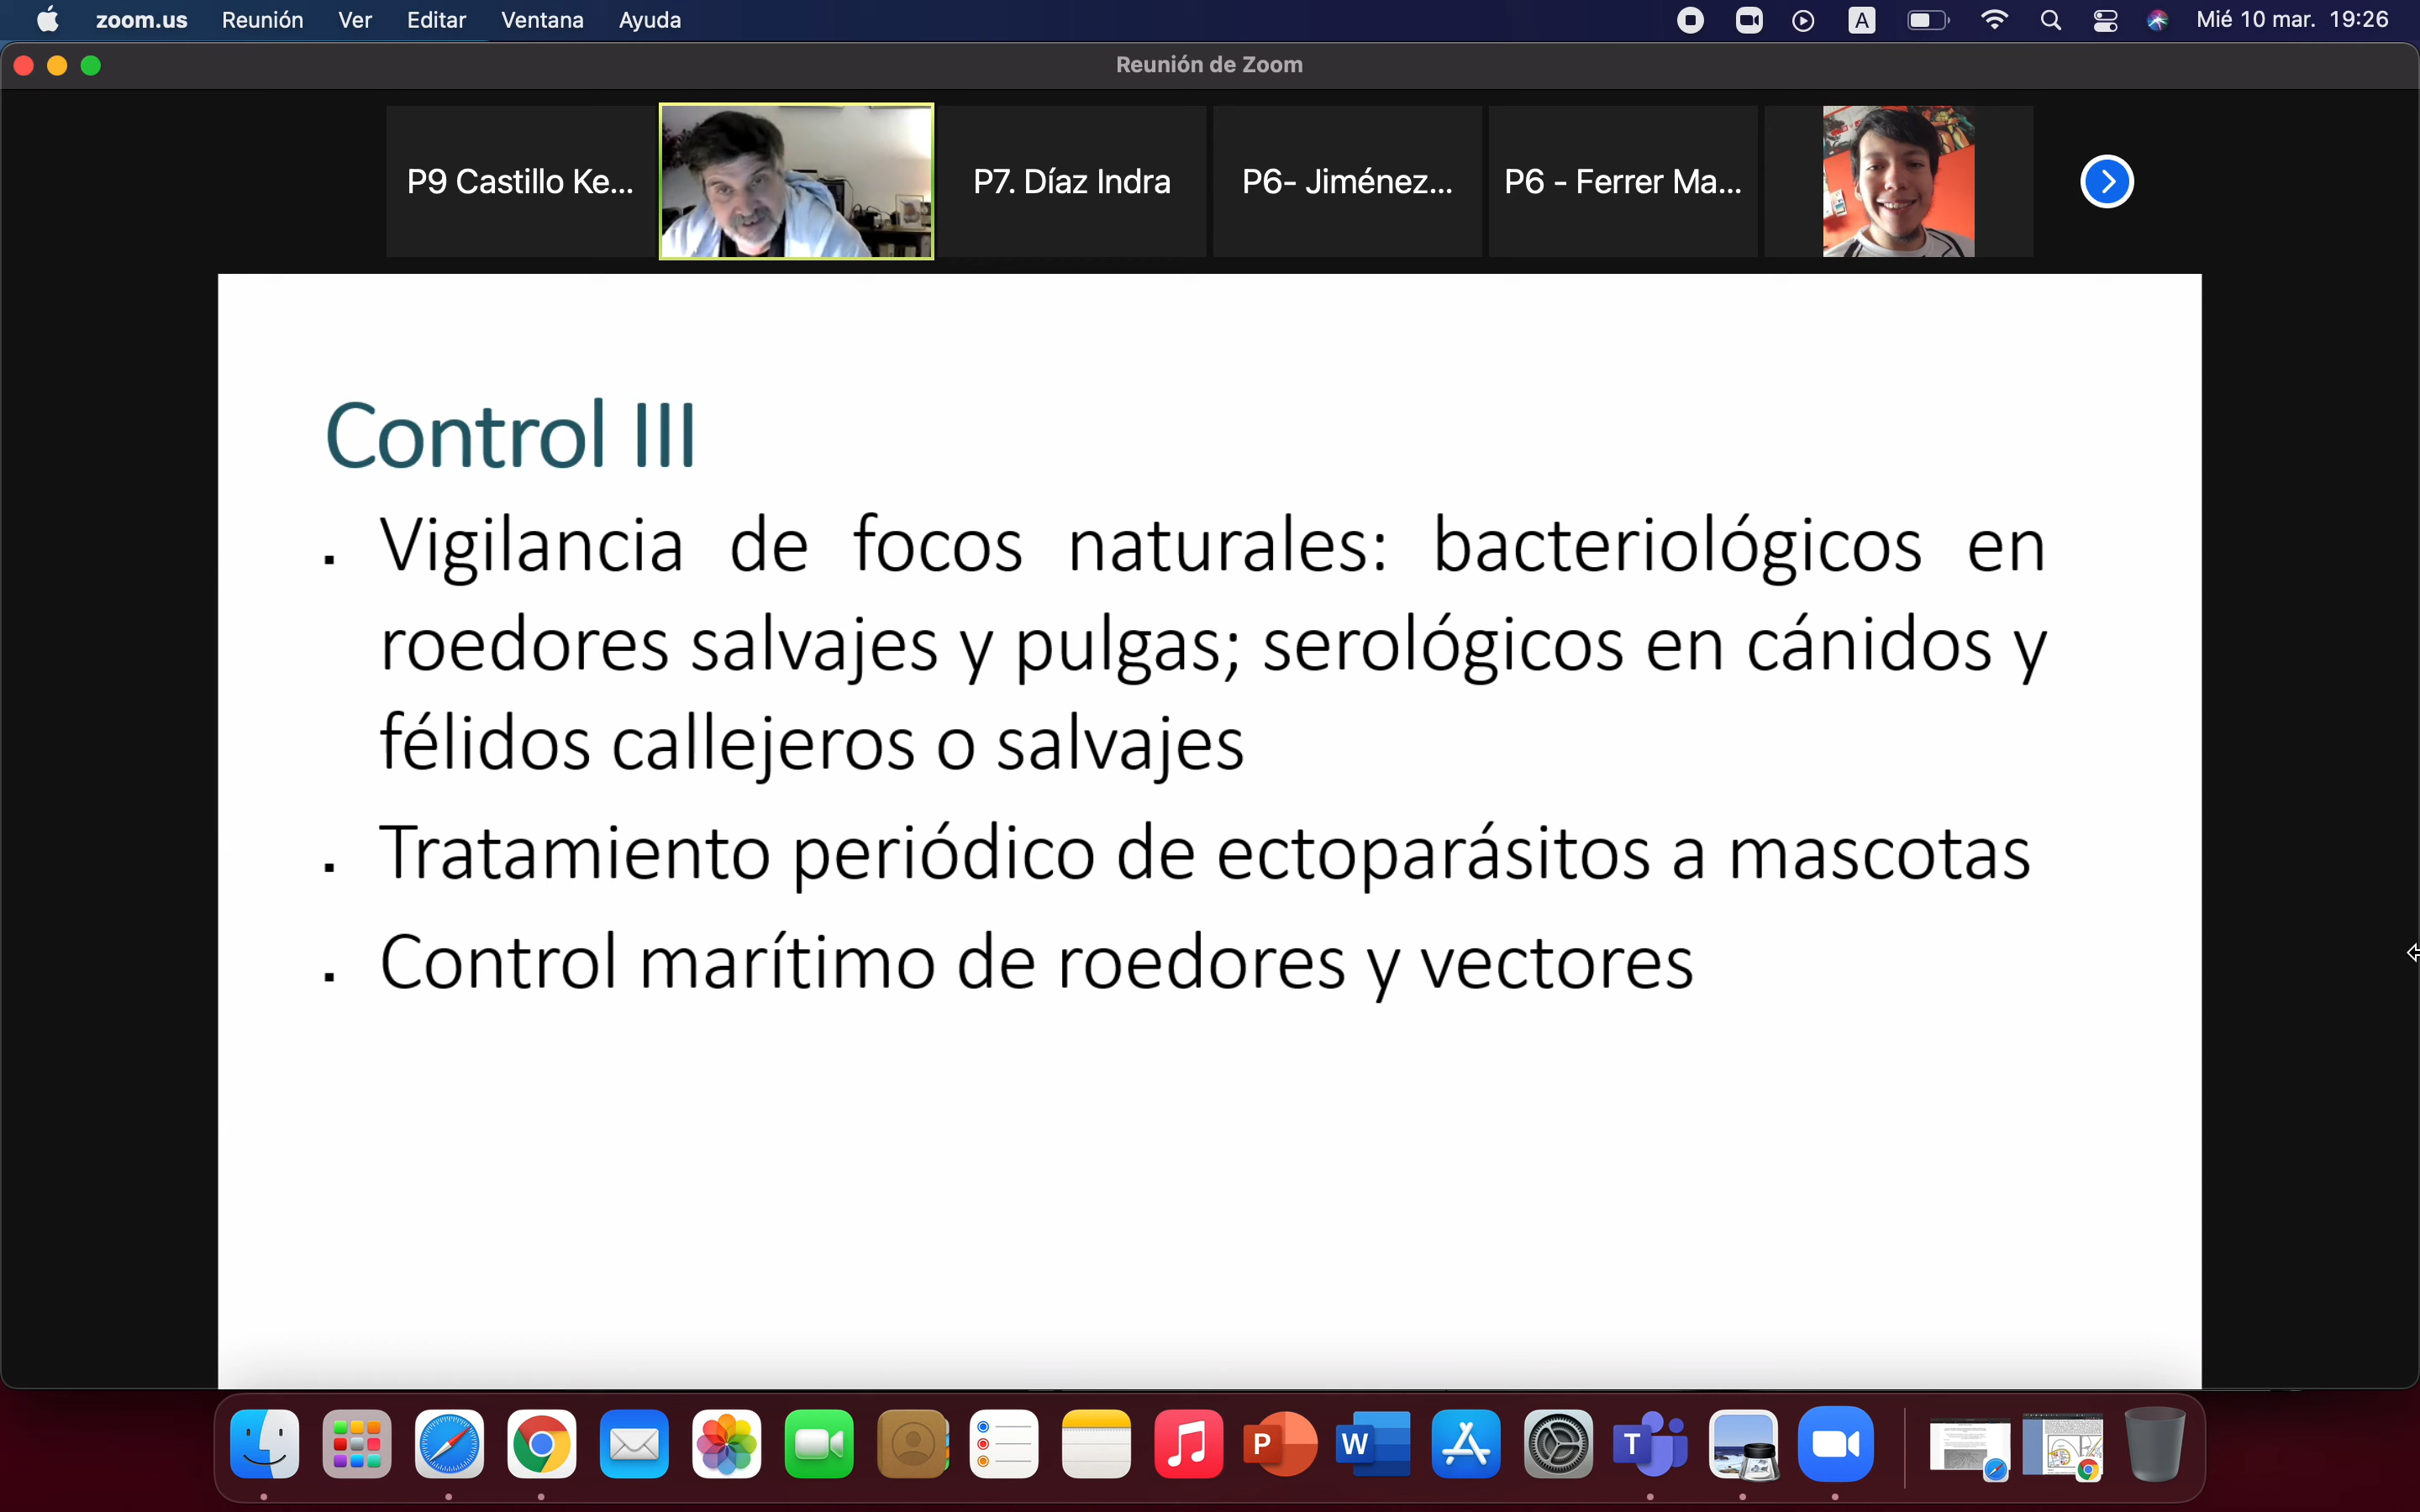 zoom.us Reunión Ver Editar Ventana Ayuda
A
Mié 10 mar. 19:26
Reunión de Zoom
P9 Castillo Ke...
P7. Díaz Indra
P6- Jiménez...
P6 - Ferrer Ma...
Control III
▪ Vigilancia de focos naturales: bacteriológicos en
roedores salvajes y pulgas; serológicos en cánidos y
félidos callejeros o salvajes
▪ Tratamiento periódico de ectoparásitos a mascotas
▪ Control marítimo de roedores y vectores
P
W
T